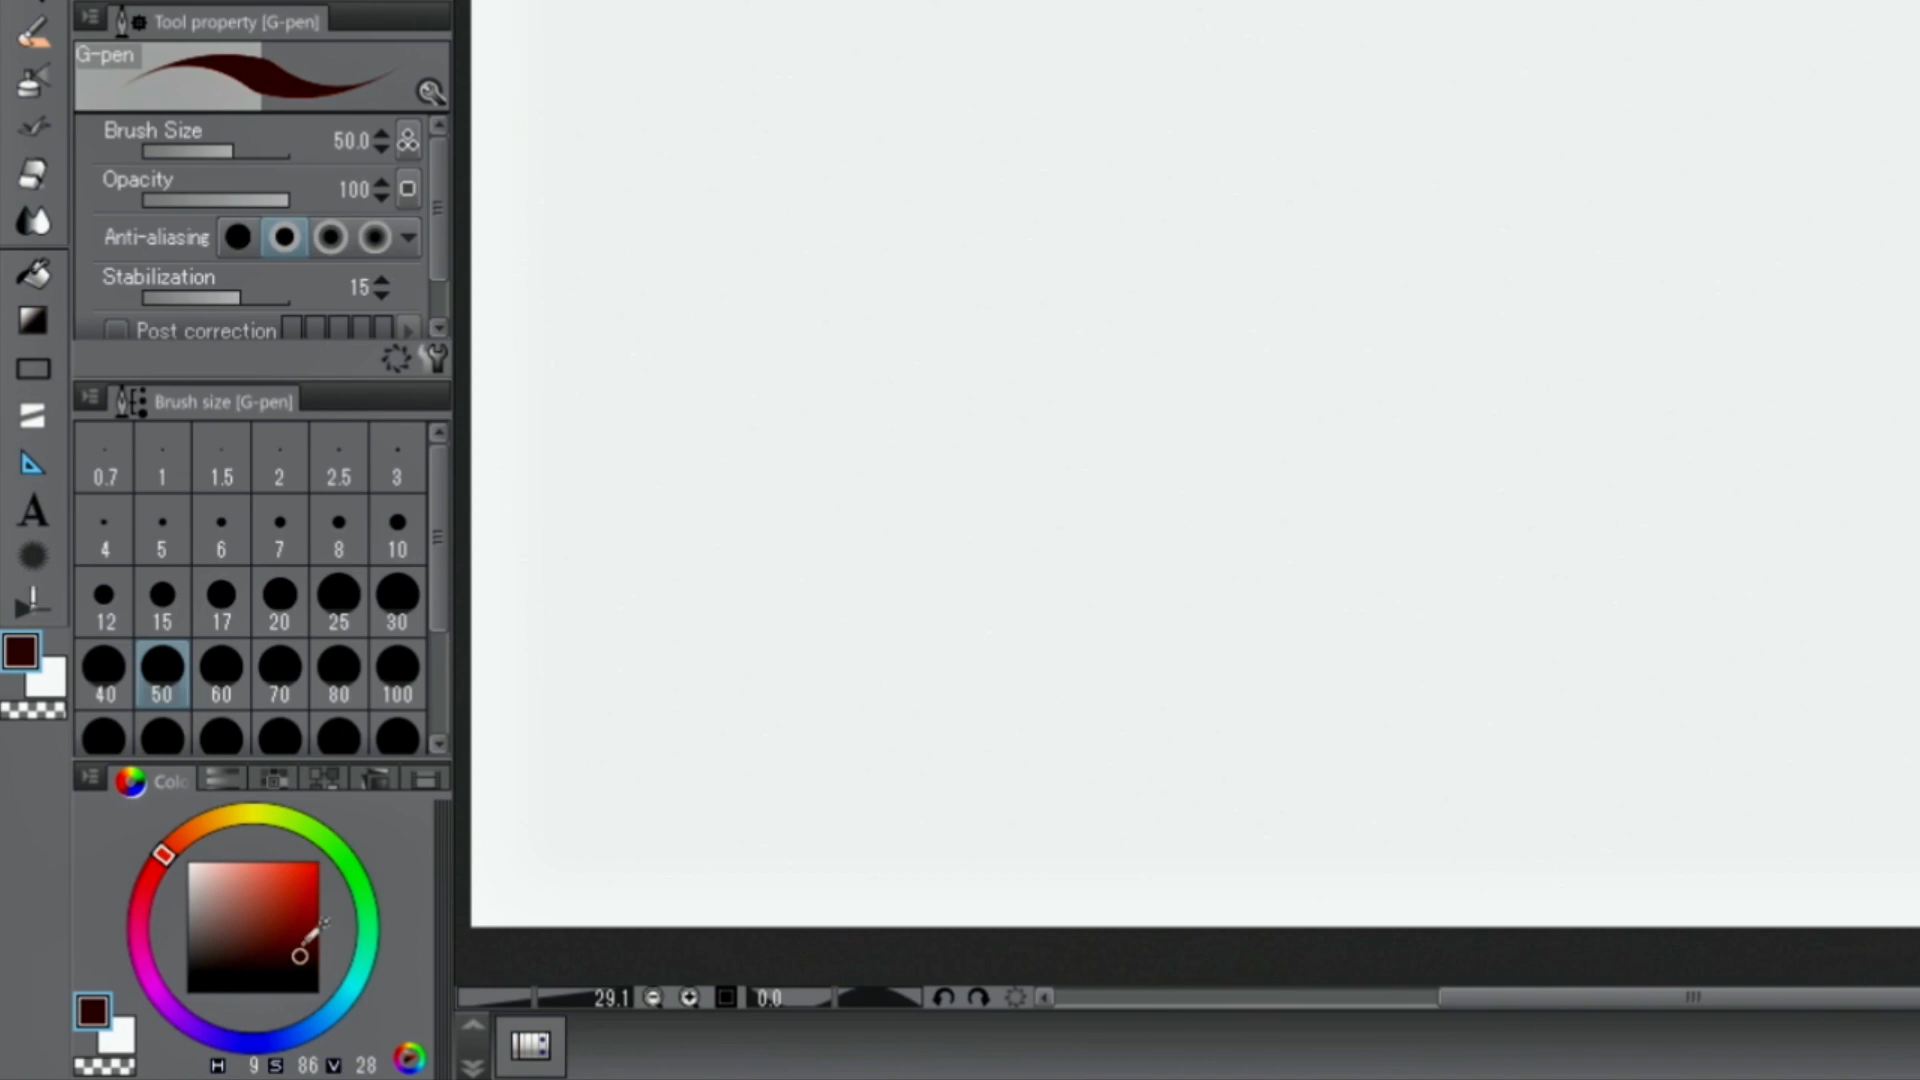 Tool property [G-pen]
G-pen
Brush Size 50.0
Opacity 100
Anti-aliasing
Stabilization 15
Post correction
Brush size [G-pen]
0.7 1 1.5 2 2.5 3
4 5 6 7 8 10
12 15 17 20 25 30
40 50 60 70 80 100
A
Colo
29.1 0.0
H 9 S 86 V 28